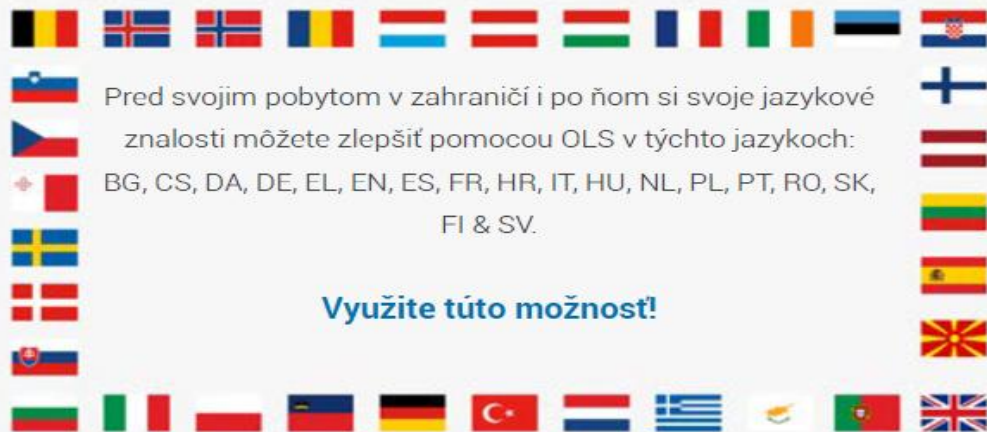 Pred svojim pobytom v zahraničí i po ňom si svoje jazykové
znalosti môžete zlepšiť pomocou OLS v týchto jazykoch:
BG, CS, DA, DE, EL, EN, ES, FR, HR, IT, HU, NL, PL, PT, RO, SK,
FI & SV.
Využite túto možnosť!